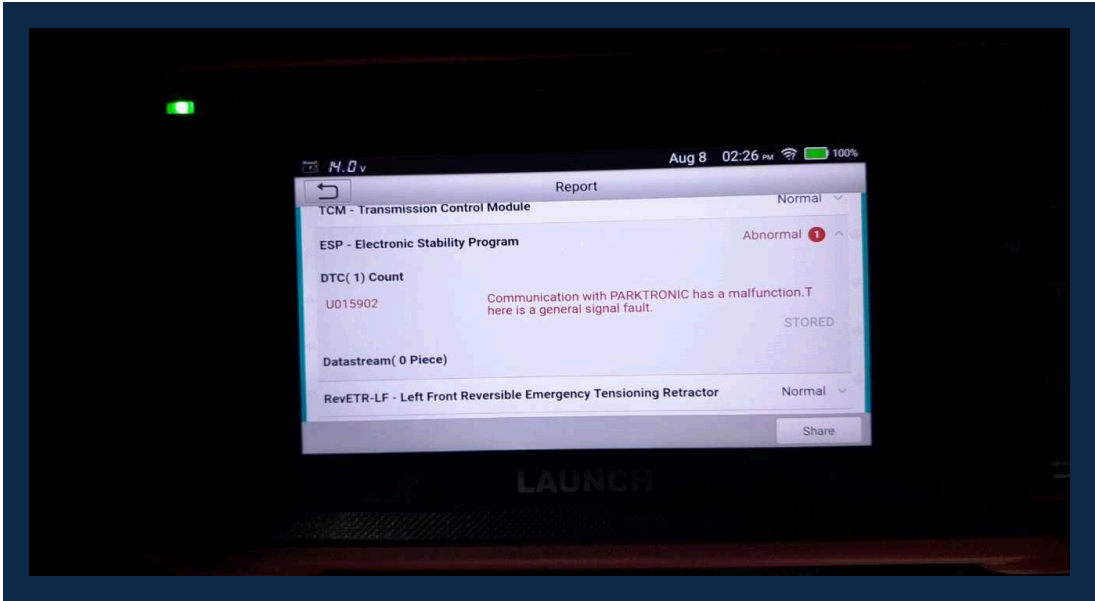 14.0 v
Aug 8 02:26 PM 100%
Report
TCM - Transmission Control Module Normal
ESP - Electronic Stability Program Abnormal 1
DTC( 1) Count
U015902 Communication with PARKTRONIC has a malfunction.T
here is a general signal fault.
STORED
Datastream( 0 Piece)
RevETR-LF - Left Front Reversible Emergency Tensioning Retractor Normal
Share
LAUNCH